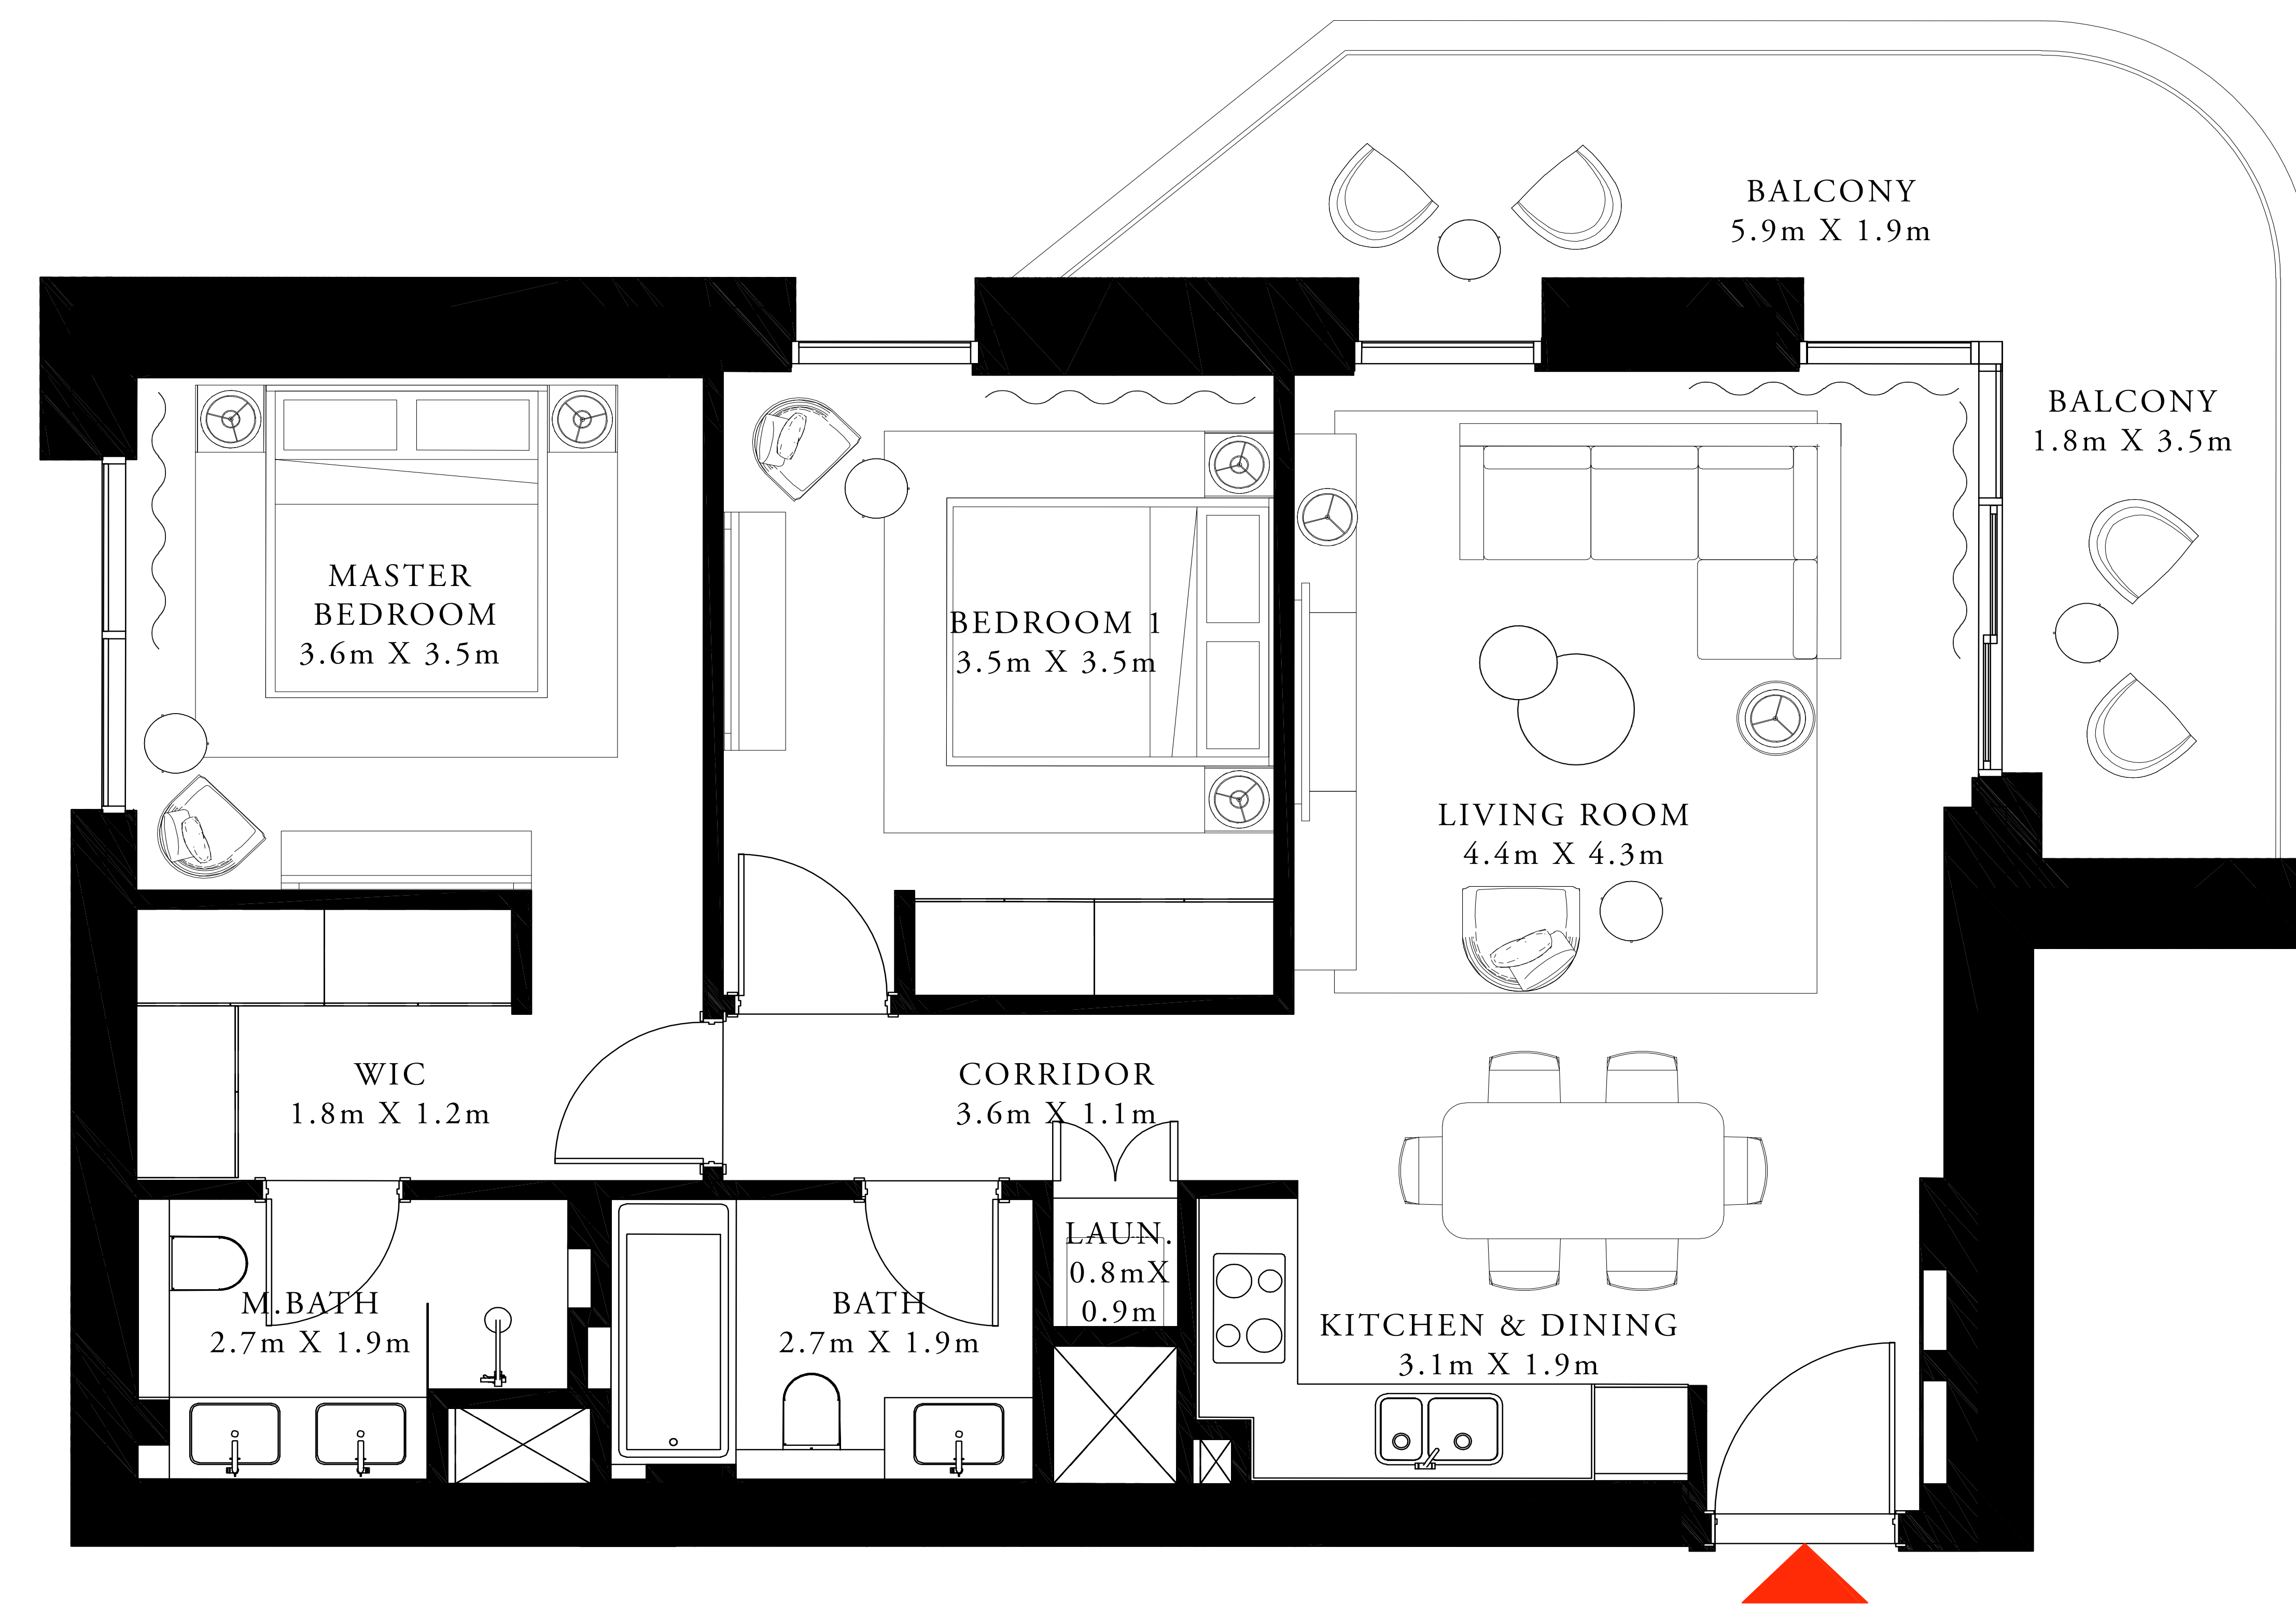 BALCONY
5.9m X 1.9m
BALCONY
1.8m X 3.5m
MASTER
BEDROOM
3.6m X 3.5m
BEDROOM 1
3.5m X 3.5m
LIVING ROOM
4.4m X 4.3m
WIC
1.8m X 1.2m
CORRIDOR
3.6m X 1.1m
LAUN.
0.8mX
0.9m
M.BATH
2.7m X 1.9m
BATH
2.7m X 1.9m
KITCHEN & DINING
3.1m X 1.9m